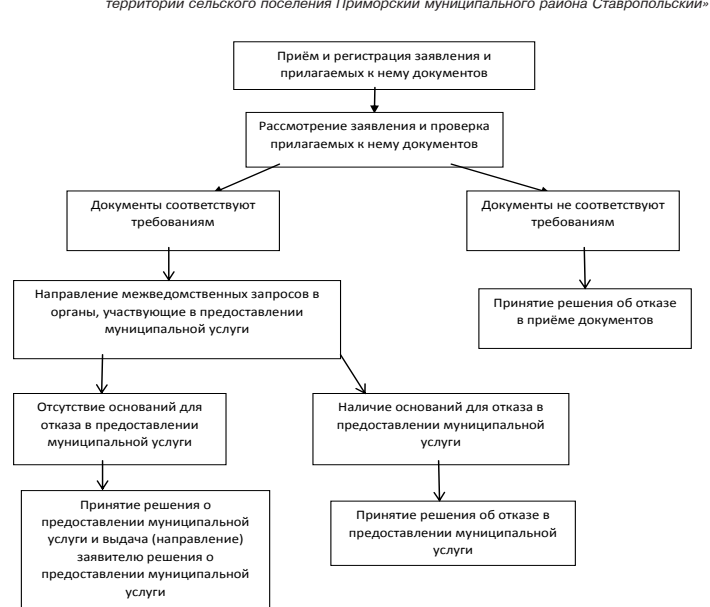 территории сельского поселения Приморский муниципального района Ставропольский»
Приём и регистрация заявления и
прилагаемых к нему документов
Рассмотрение заявления и проверка
прилагаемых к нему документов
Документы соответствуют
требованиям
Документы не соответствуют
требованиям
Направление межведомственных запросов в
органы, участвующие в предоставлении
муниципальной услуги
Принятие решения об отказе
в приёме документов
Отсутствие оснований для
отказа в предоставлении
муниципальной услуги
Наличие оснований для отказа в
предоставлении муниципальной
услуги
Принятие решения о
предоставлении муниципальной
услуги и выдача (направление)
заявителю решения о
предоставлении муниципальной
услуги
Принятие решения об отказе в
предоставлении муниципальной
услуги